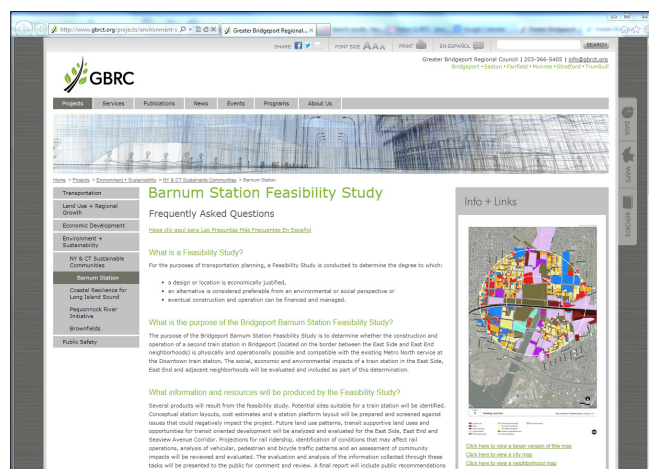 http://www.gbrct.org/projects/environment-s
Greater Bridgeport Regional...
SHARE
FONT SIZE A A A
PRINT
EN ESPAÑOL
SEARCH
Greater Bridgeport Regional Council | 203-366-5405 | info@gbrct.org
Bridgeport • Easton • Fairfield • Monroe • Stratford • Trumbull
GBRC
Projects
Services
Publications
News
Events
Programs
About Us
DATA
MAPS
REPORTS
Home > Projects > Environment + Sustainability > NY & CT Sustainable Communities > Barnum Station
Transportation
Land Use + Regional
Growth
Economic Development
Environment +
Sustainability
NY & CT Sustainable
Communities
Barnum Station
Coastal Resilience for
Long Island Sound
Pequonnock River
Initiative
Brownfields
Public Safety
Barnum Station Feasibility Study
Frequently Asked Questions
Haga clic aquí para Las Preguntas Más Frecuentes En Español
What is a Feasibility Study?
For the purposes of transportation planning, a Feasibility Study is conducted to determine the degree to which:
• a design or location is economically justified,
• an alternative is considered preferable from an environmental or social perspective or
• eventual construction and operation can be financed and managed.
What is the purpose of the Bridgeport Barnum Station Feasibility Study?
The purpose of the Bridgeport Barnum Station Feasibility Study is to determine whether the construction and
operation of a second train station in Bridgeport (located on the border between the East Side and East End
neighborhoods) is physically and operationally possible and compatible with the existing Metro North service at
the Downtown train station. The social, economic and environmental impacts of a train station in the East Side,
East End and adjacent neighborhoods will be evaluated and included as part of this determination.
What information and resources will be produced by the Feasibility Study?
Several products will result from the feasibility study. Potential sites suitable for a train station will be identified.
Conceptual station layouts, cost estimates and a station platform layout will be prepared and screened against
issues that could negatively impact the project. Future land use patterns, transit supportive land uses and
opportunities for transit oriented development will be analyzed and evaluated for the East Side, East End and
Seaview Avenue Corridor. Projections for rail ridership, identification of conditions that may affect rail
operations, analysis of vehicular, pedestrian and bicycle traffic patterns and an assessment of community
impacts will be reviewed and evaluated. The evaluation and analysis of the information collected through these
tasks will be presented to the public for comment and review. A final report will include public recommendations
Info + Links
Click here to view a larger version of this map
Click here to view a city map
Click here to view a neighborhood map